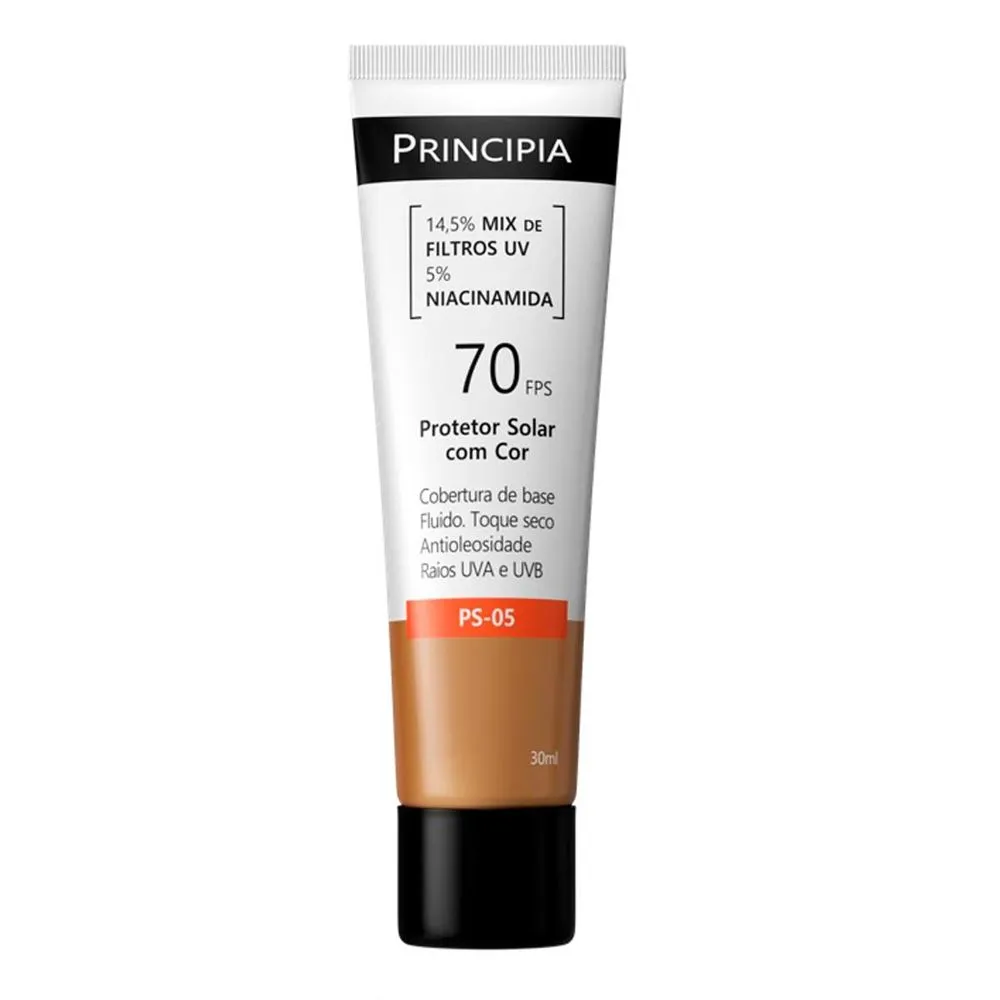 PRINCIPIA
14,5% MIX DE
FILTROS UV
5%
NIACINAMIDA
70 FPS
Protetor Solar
com Cor
Cobertura de base
Fluido. Toque seco
Antioleosidade
Raios UVA e UVB
PS-05
30ml